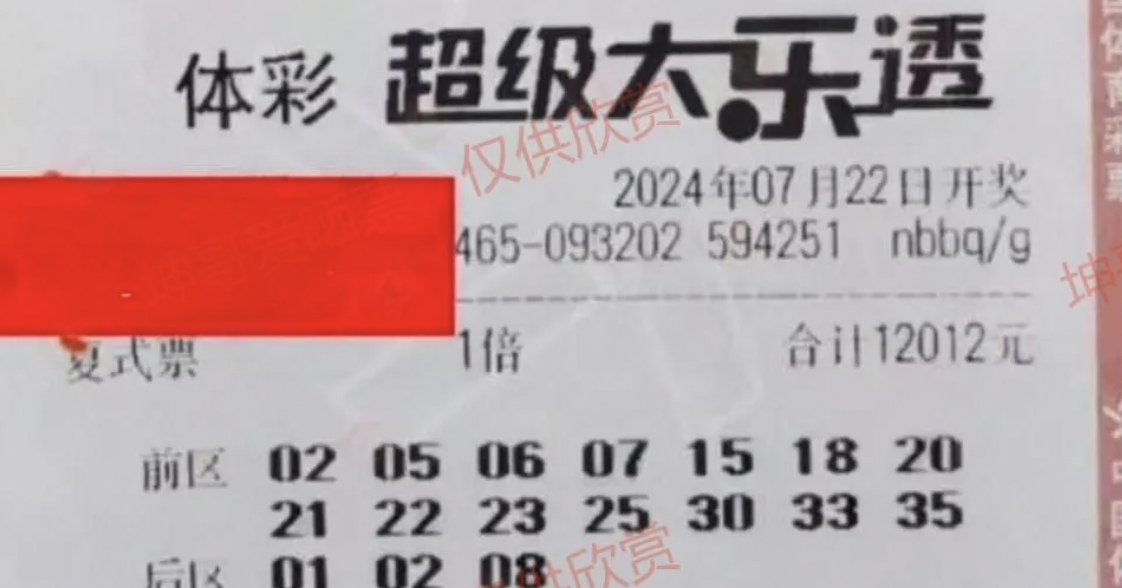 体彩 超级大乐透
仅供欣赏
2024年07月22日开奖
465-093202 594251 nbbq/g
复式票 1倍 合计12012元
前区 02 05 06 07 15 18 20
21 22 23 25 30 33 35
后区 01 02 08
供欣赏
坤